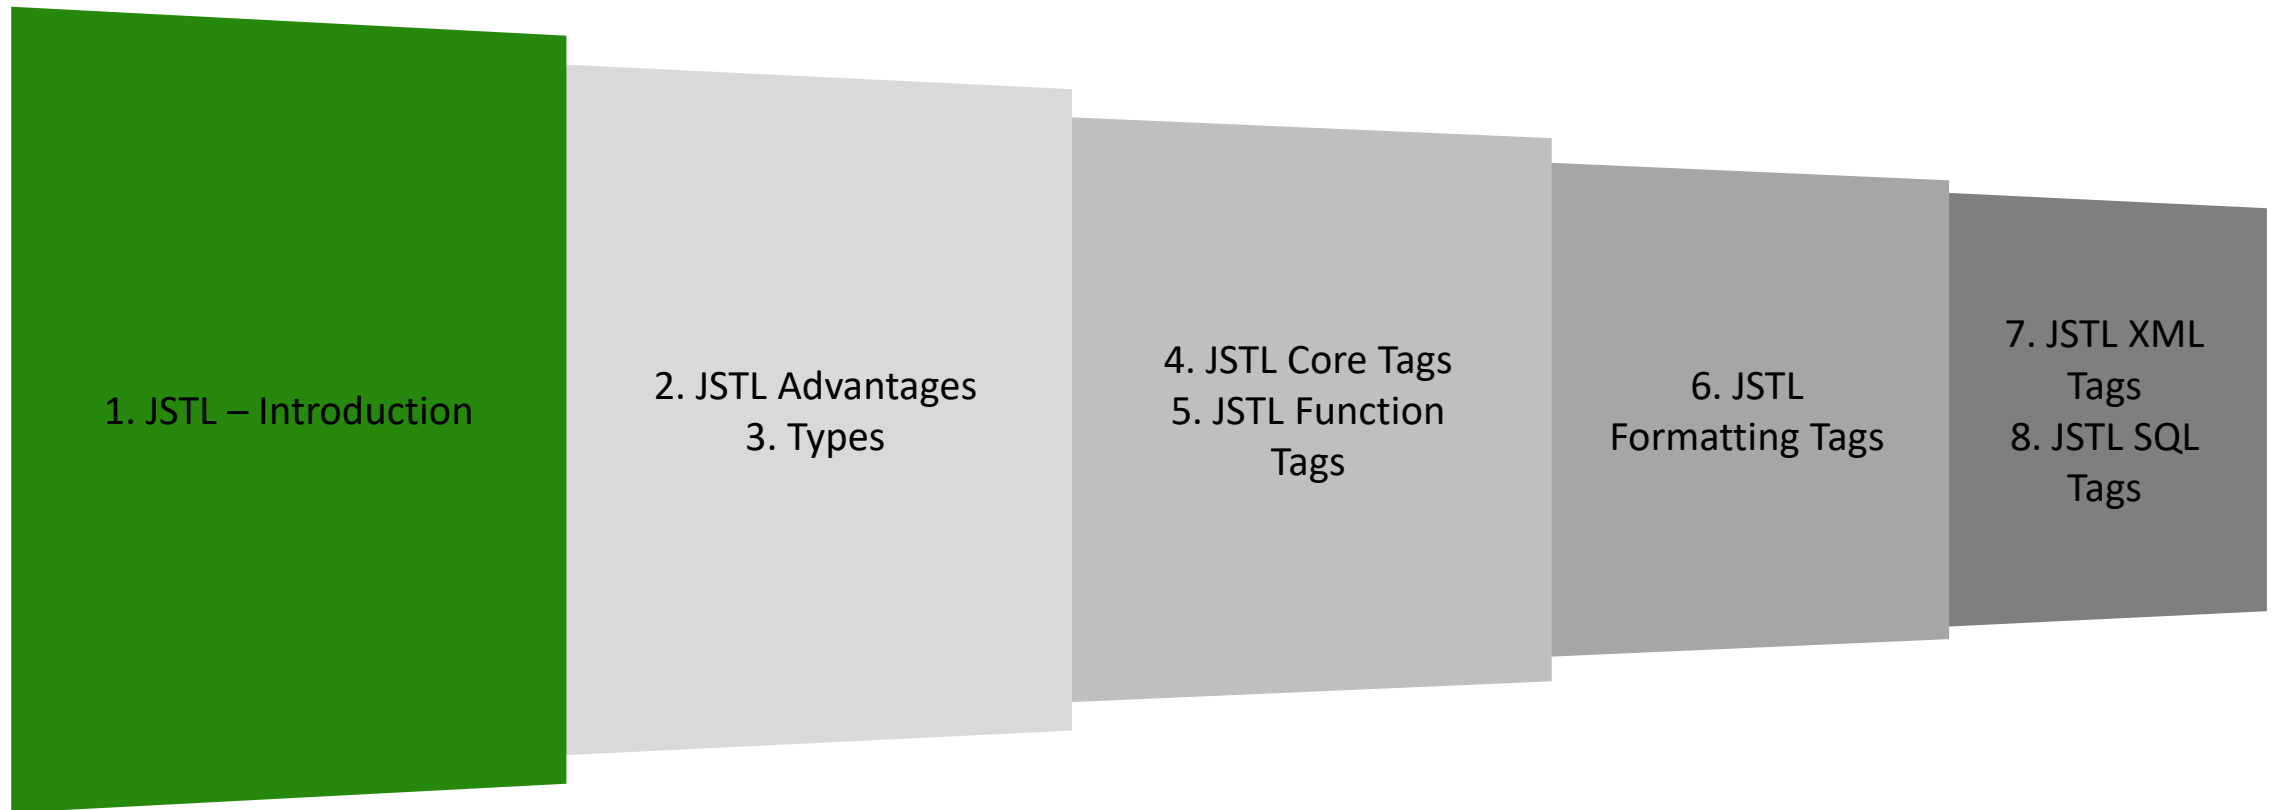 1. JSTL – Introduction
2. JSTL Advantages
3. Types
4. JSTL Core Tags
5. JSTL Function
Tags
6. JSTL
Formatting Tags
7. JSTL XML
Tags
8. JSTL SQL
Tags